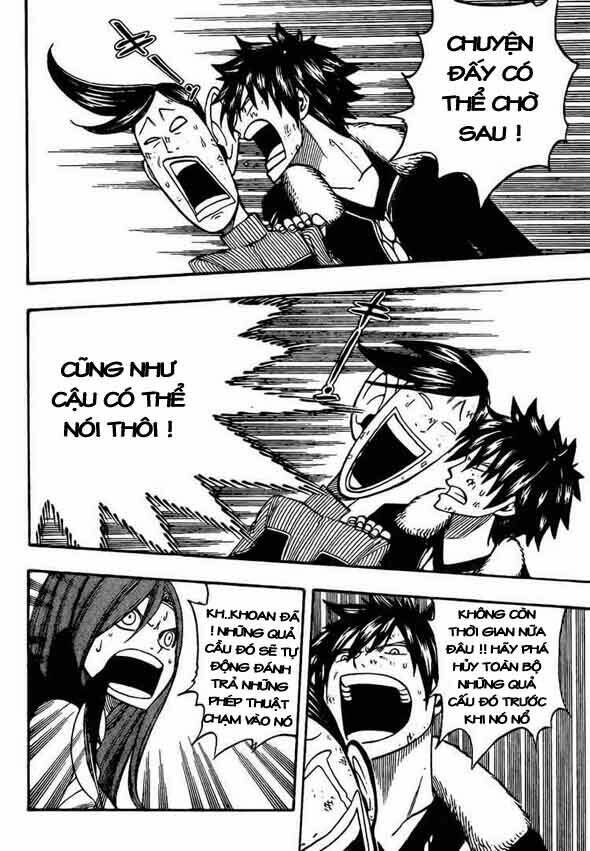 CHUYỆN
ĐẤY CÓ
THỂ CHỜ
SAU !
CŨNG NHƯ
CẬU CÓ THỂ
NÓI THÔI !
KHÔNG CÒN
THỜI GIAN NỮA
ĐÂU !! HÃY PHÁ
HỦY TOÀN BỘ
NHỮNG QUẢ
CẦU ĐÓ TRƯỚC
KHI NÓ NỔ
KH..KHOAN ĐÃ
! NHỮNG QUẢ
CẦU ĐÓ SẼ TỰ
ĐỘNG ĐÁNH
TRẢ NHỮNG
PHÉP THUẬT
CHẠM VÀO NÓ